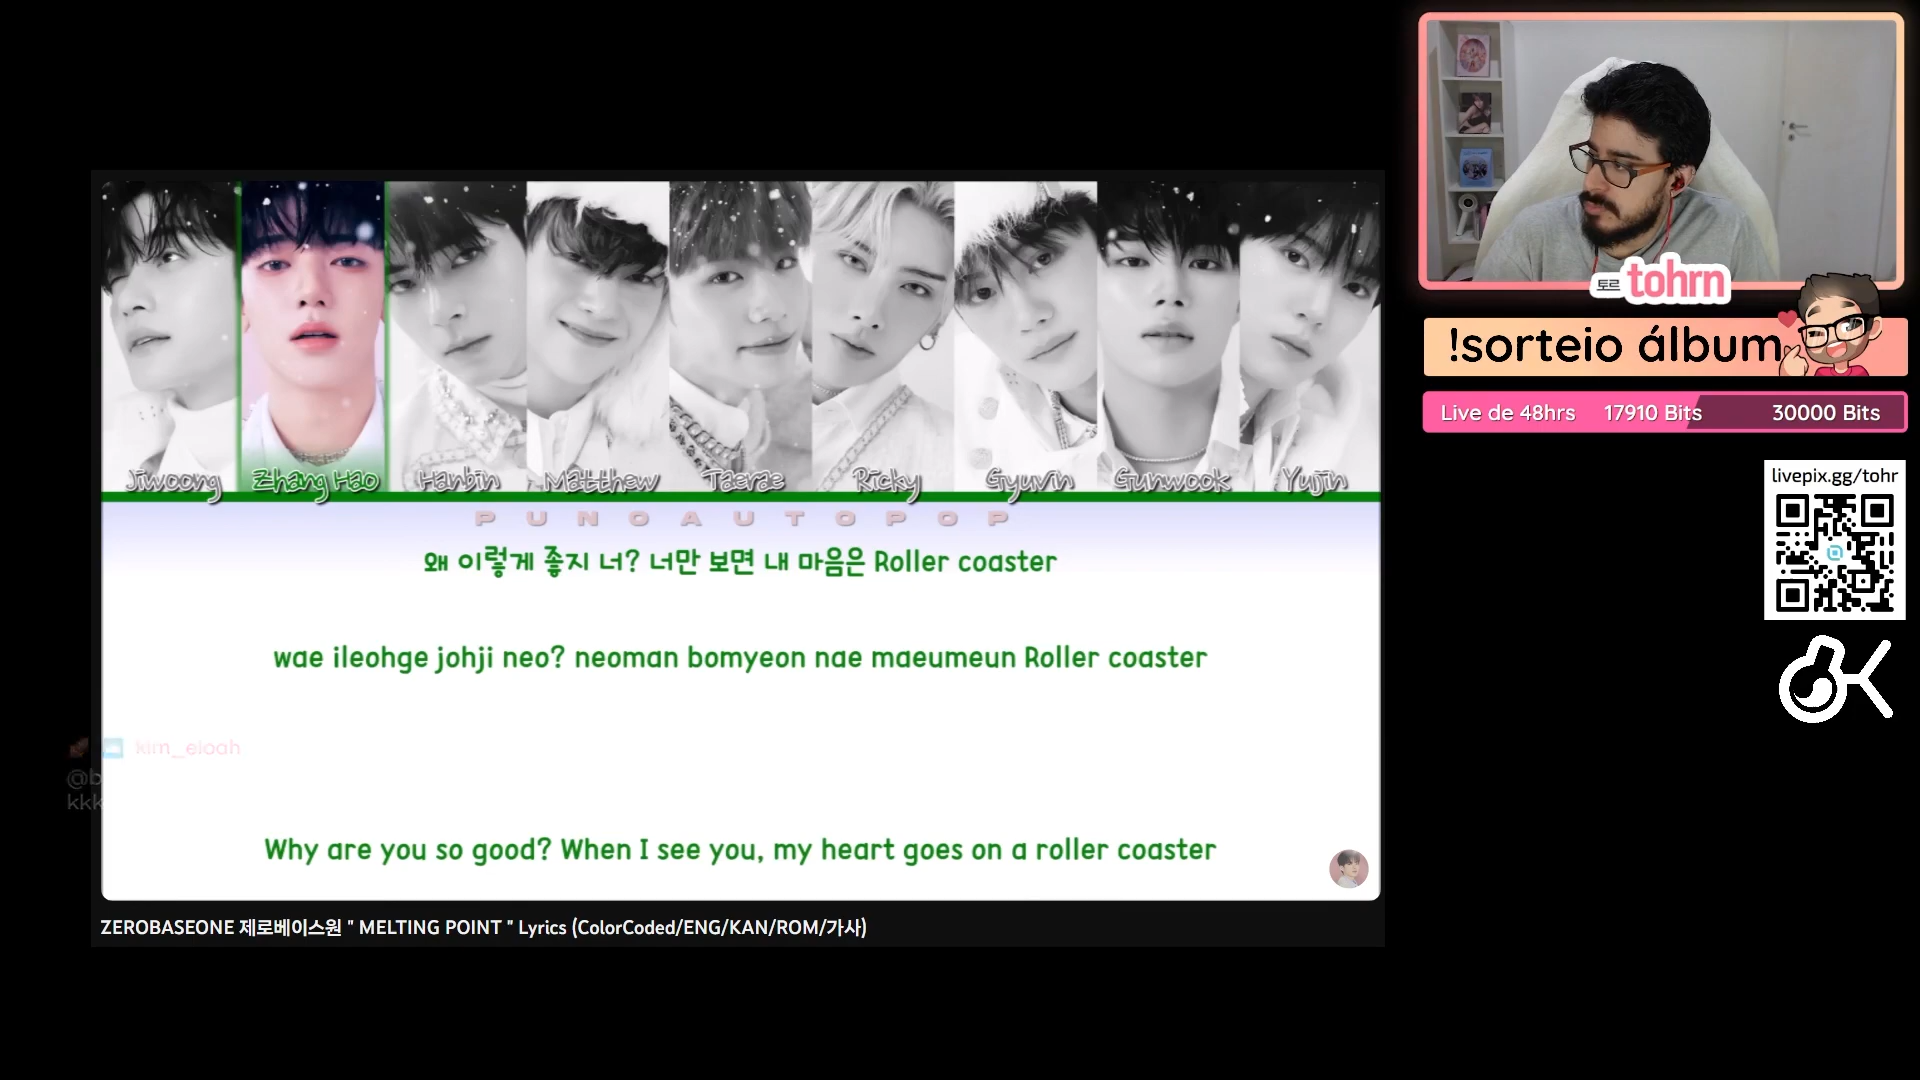 Jiwoong
Zhang Hao
Hanbin
Matthew
Taerae
Ricky
Gyuvin
Gunwook
Yujin
PUNOAUTOPOP
왜 이렇게 좋지 너? 너만 보면 내 마음은 Roller coaster
wae ileohge johji neo? neoman bomyeon nae maeumeun Roller coaster
kim_eloah
@b
kkk
Why are you so good? When I see you, my heart goes on a roller coaster
ZEROBASEONE 제로베이스원 " MELTING POINT " Lyrics (ColorCoded/ENG/KAN/ROM/가사)
토르 tohrn
!sorteio álbum
Live de 48hrs 17910 Bits 30000 Bits
livepix.gg/tohr